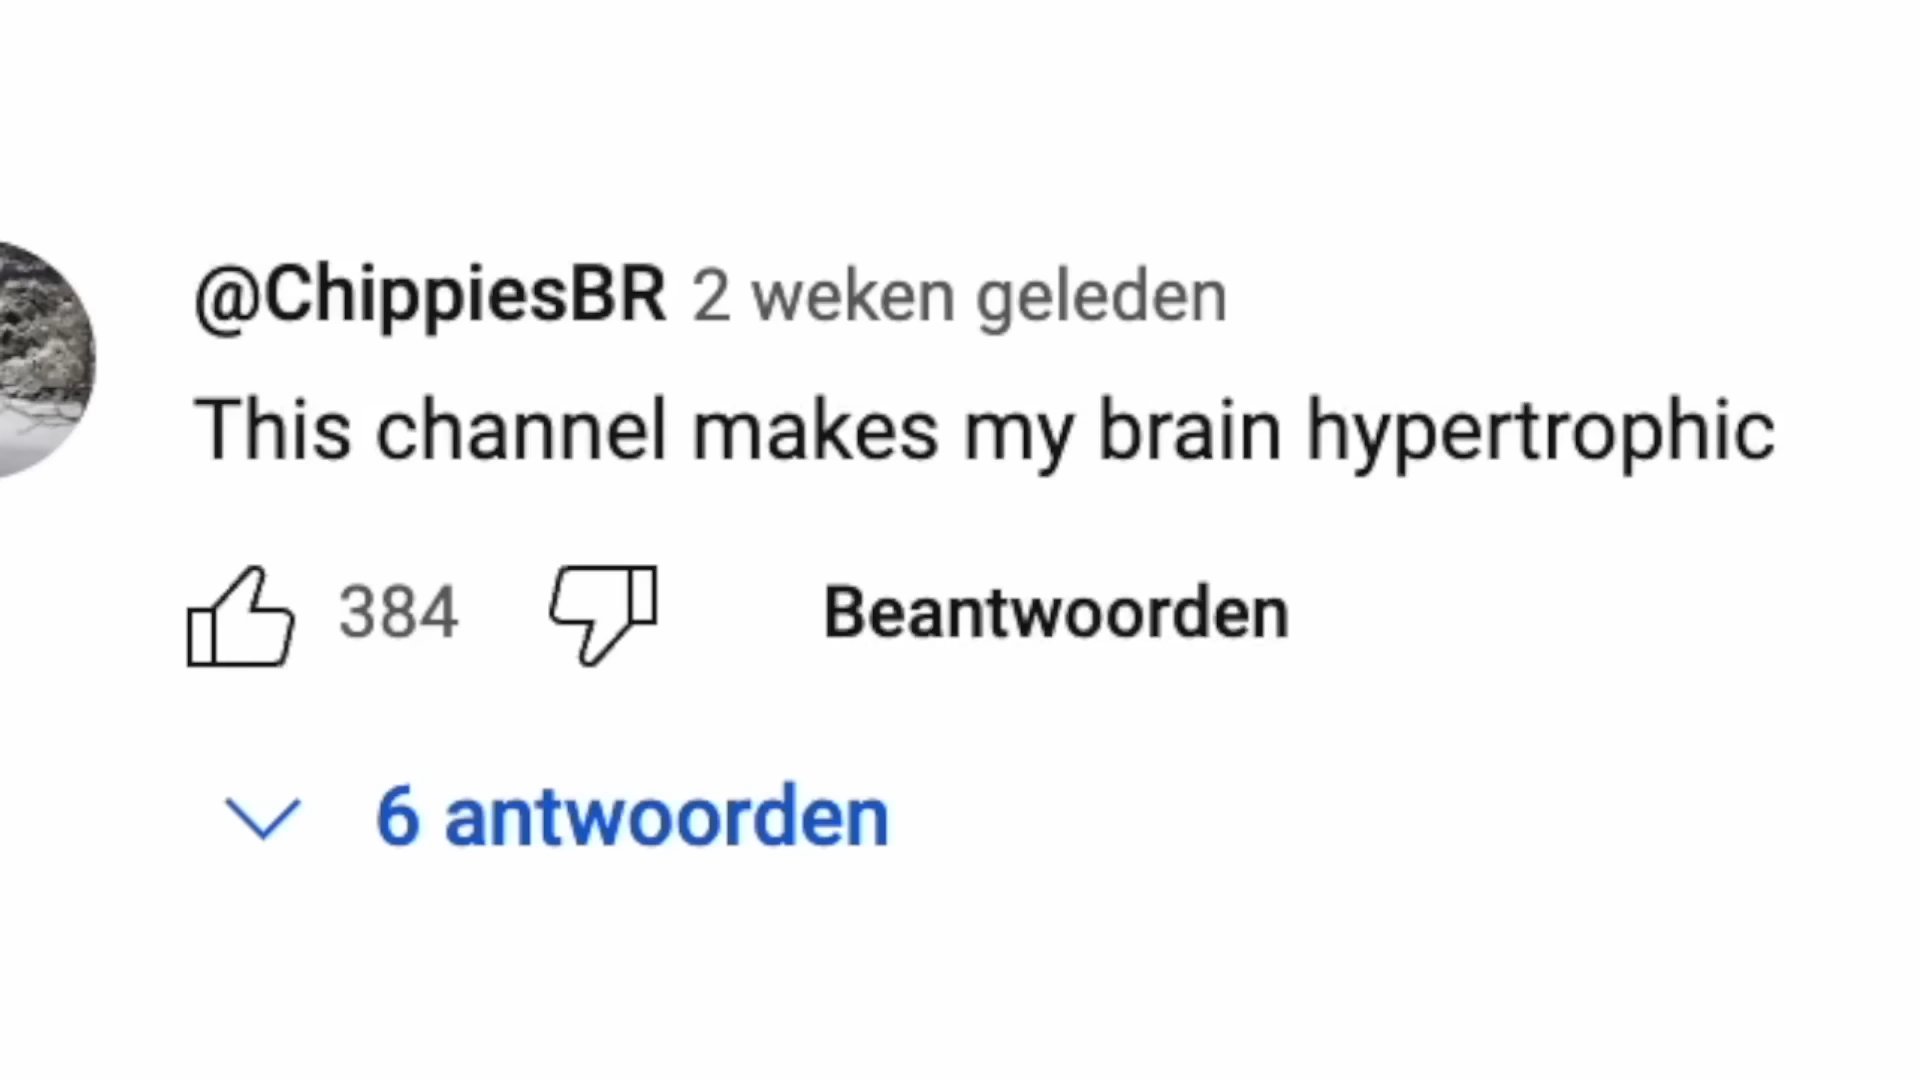 @ChippiesBR 2 weken geleden
This channel makes my brain hypertrophic
384 Beantwoorden
6 antwoorden